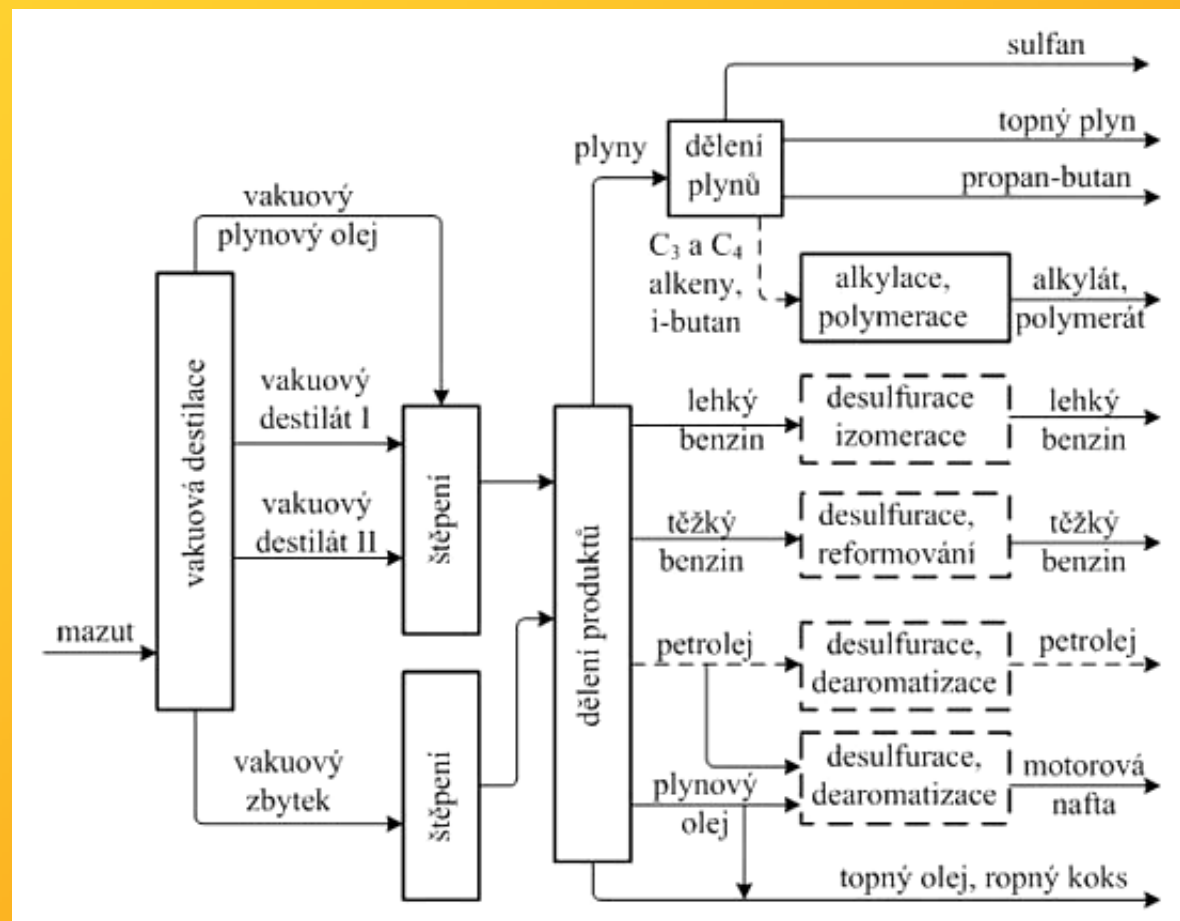 sulfan
topný plyn
propan-butan
plyny
dělení
plynů
C₃ a C₄
alkeny,
i-butan
alkylace,
polymerace
alkylát,
polymerát
vakuový
plynový olej
vakuová destilace
vakuový
destilát I
vakuový
destilát II
štěpení
mazut
vakuový
zbytek
štěpení
dělení produktů
lehký
benzin
desulfurace
izomerace
lehký
benzin
těžký
benzin
desulfurace,
reformování
těžký
benzin
petrolej
desulfurace,
dearomatizace
petrolej
plynový
olej
desulfurace,
dearomatizace
motorová
nafta
topný olej, ropný koks